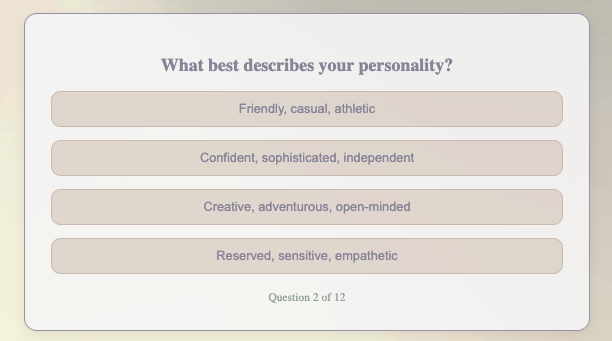 What best describes your personality?
Friendly, casual, athletic
Confident, sophisticated, independent
Creative, adventurous, open-minded
Reserved, sensitive, empathetic
Question 2 of 12